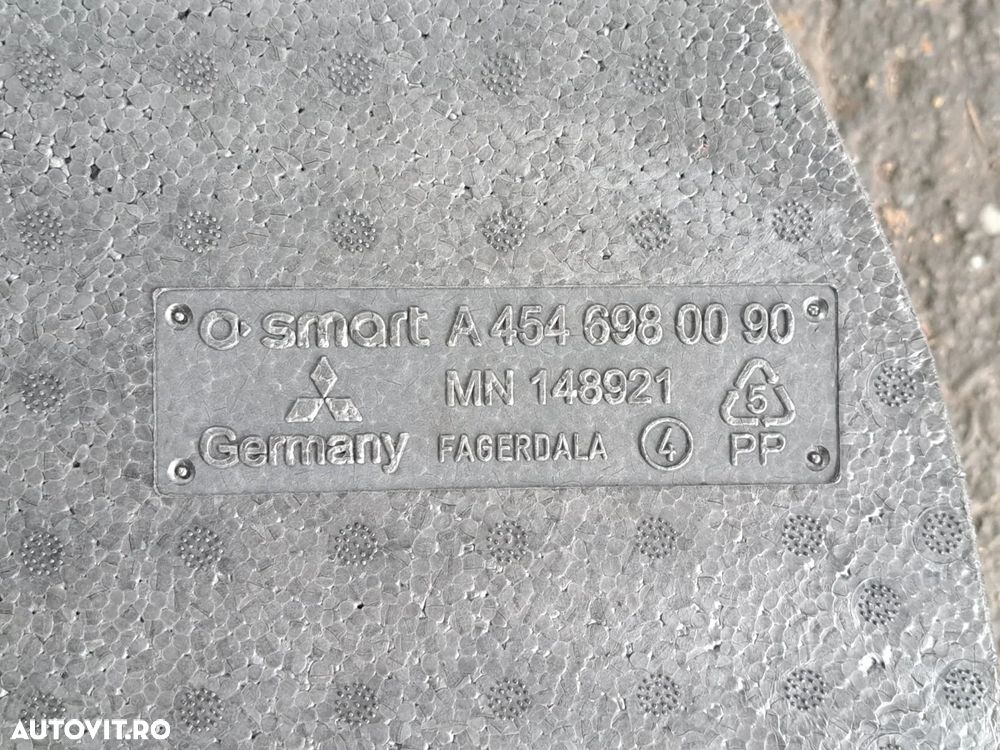 smart A 454 698 00 90
MN 148921
5
Germany FAGERDALA 4 PP
AUTOVIT.RO